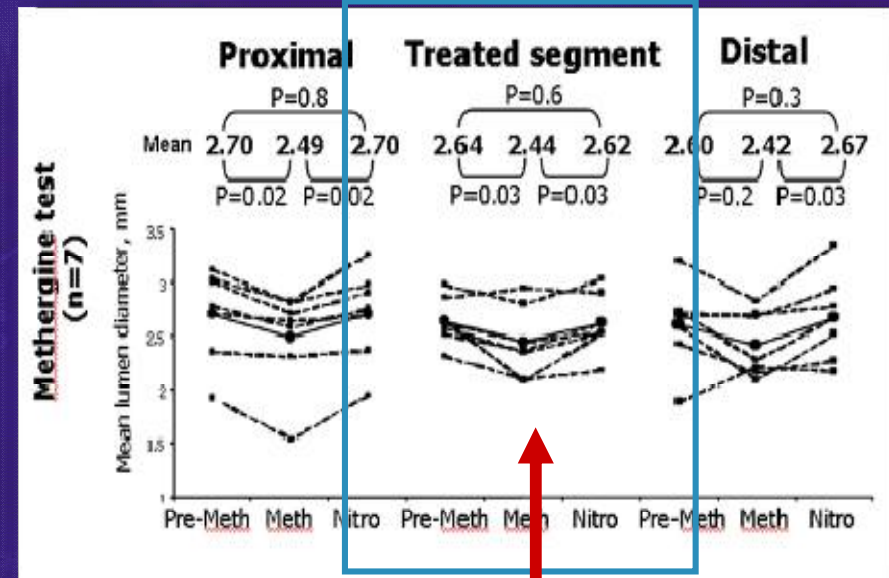 Proximal Treated segment Distal
P=0.8 P=0.6 P=0.3
Mean 2.70 2.49 2.70 2.64 2.44 2.62 2.60 2.42 2.67
P=0.02 P=0.02 P=0.03 P=0.03 P=0.2 P=0.03
Methergine test
(n=7)
Mean lumen diameter, mm
3.5
3
2.5
2
1.5
1
Pre-Meth Meth Nitro Pre-Meth Meth Nitro Pre-Meth Meth Nitro